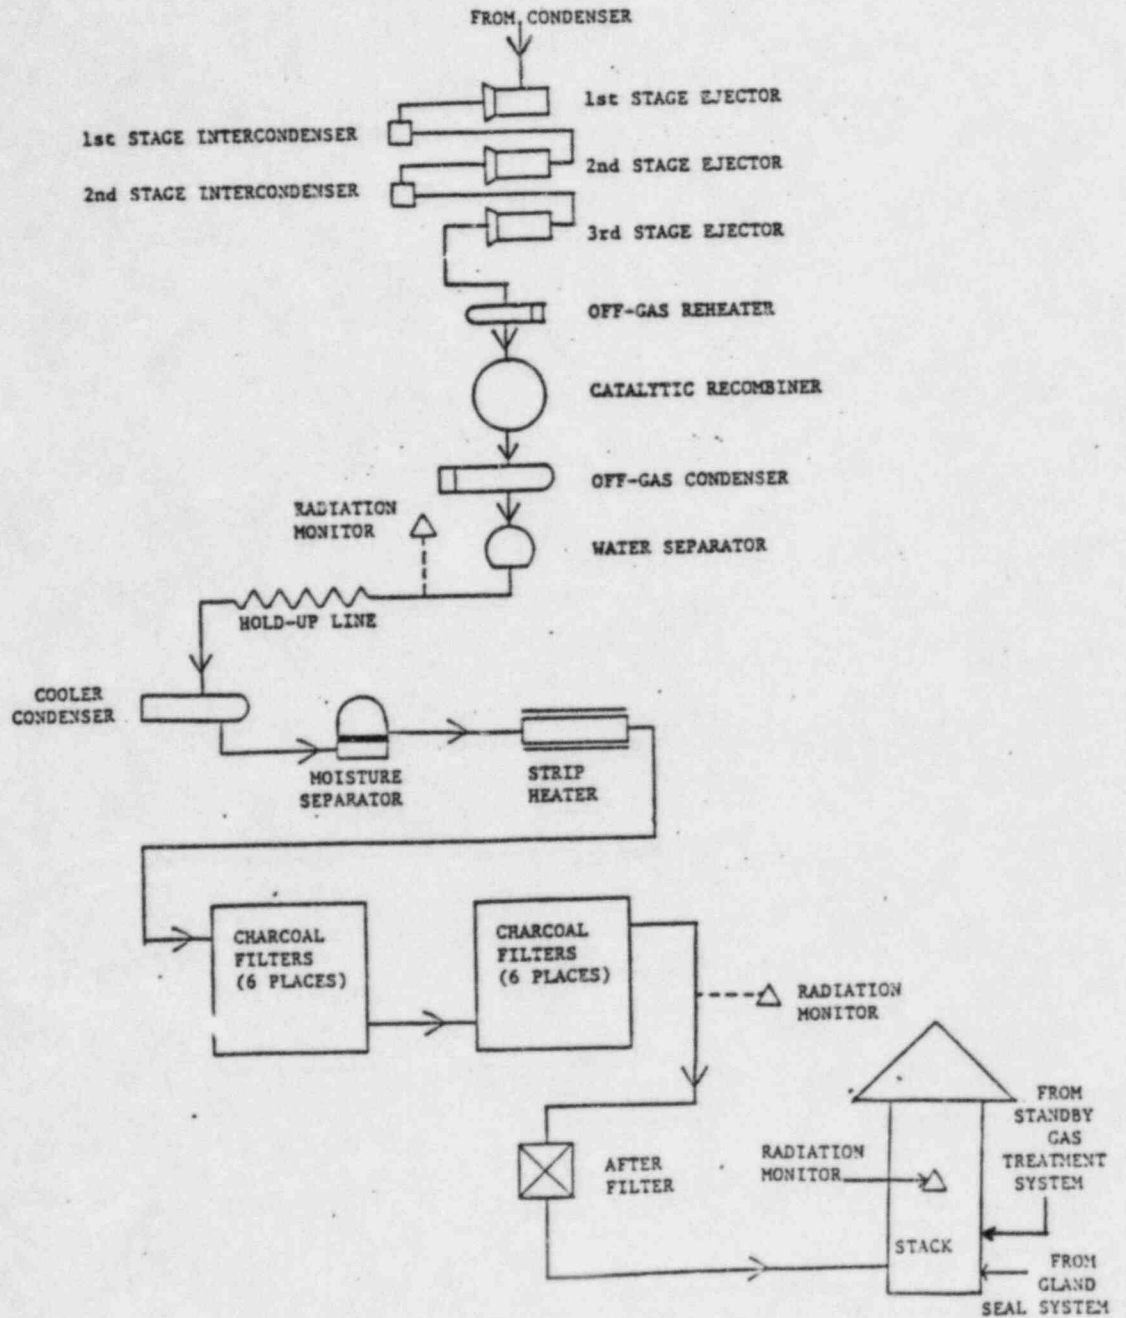 FROM CONDENSER
1st STAGE EJECTOR
1st STAGE INTERCONDENSER
2nd STAGE EJECTOR
2nd STAGE INTERCONDENSER
3rd STAGE EJECTOR
OFF-GAS REHEATER
CATALYTIC RECOMBINER
OFF-GAS CONDENSER
RADIATION
MONITOR
WATER SEPARATOR
HOLD-UP LINE
COOLER
CONDENSER
MOISTURE
SEPARATOR
STRIP
HEATER
CHARCOAL
FILTERS
(6 PLACES)
CHARCOAL
FILTERS
(6 PLACES)
RADIATION
MONITOR
AFTER
FILTER
RADIATION
MONITOR
STACK
FROM
STANDBY
GAS
TREATMENT
SYSTEM
FROM
GLAND
SEAL SYSTEM